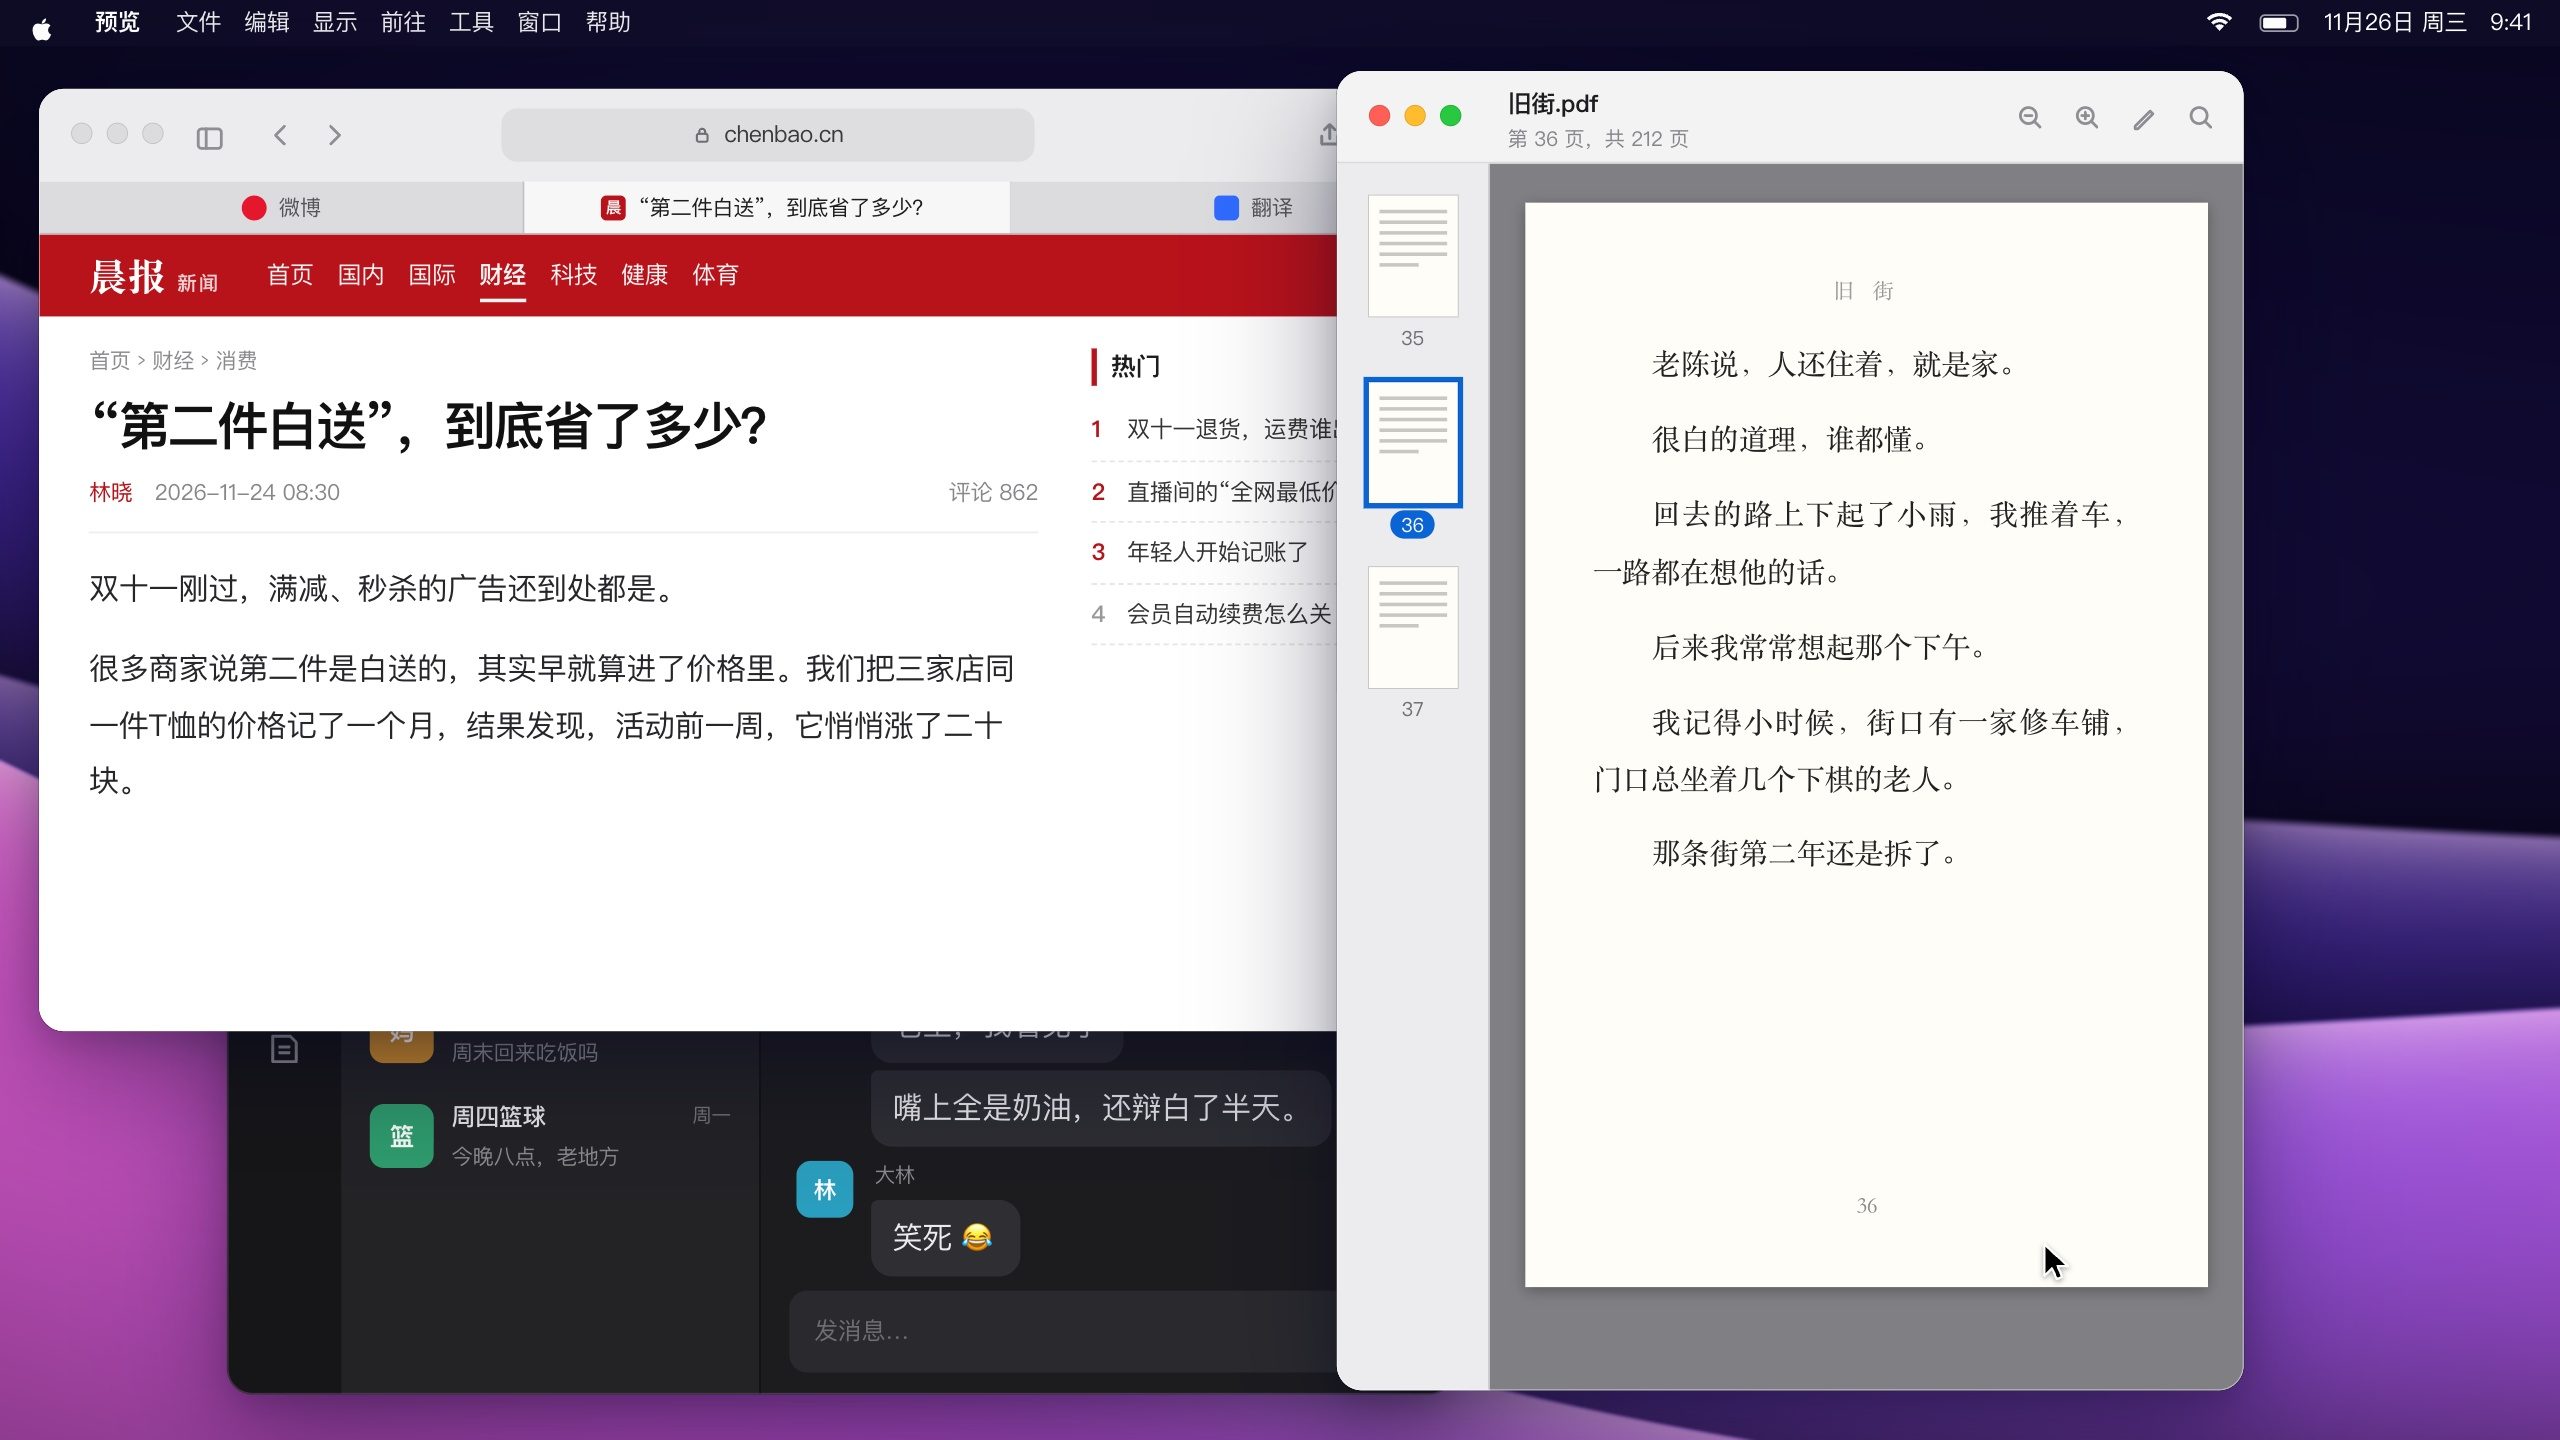 预览 文件 编辑 显示 前往 工具 窗口 帮助
11月26日 周三 9:41
chenbao.cn
微博
晨 “第二件白送”，到底省了多少？
翻译
晨报 新闻 首页 国内 国际 财经 科技 健康 体育
首页 › 财经 › 消费
“第二件白送”，到底省了多少？
林晓 2026-11-24 08:30 评论 862
双十一刚过，满减、秒杀的广告还到处都是。
很多商家说第二件是白送的，其实早就算进了价格里。我们把三家店同
一件T恤的价格记了一个月，结果发现，活动前一周，它悄悄涨了二十
块。
热门
1 双十一退货，运费谁
2 直播间的“全网最低价
3 年轻人开始记账了
4 会员自动续费怎么关
周末回来吃饭吗
篮 周四篮球 周一
今晚八点，老地方
嘴上全是奶油，还辩白了半天。
大林
林 笑死 😂
发消息…
旧街.pdf
第 36 页，共 212 页
35
36
37
旧 街
老陈说，人还住着，就是家。
很白的道理，谁都懂。
回去的路上下起了小雨，我推着车，
一路都在想他的话。
后来我常常想起那个下午。
我记得小时候，街口有一家修车铺，
门口总坐着几个下棋的老人。
那条街第二年还是拆了。
36